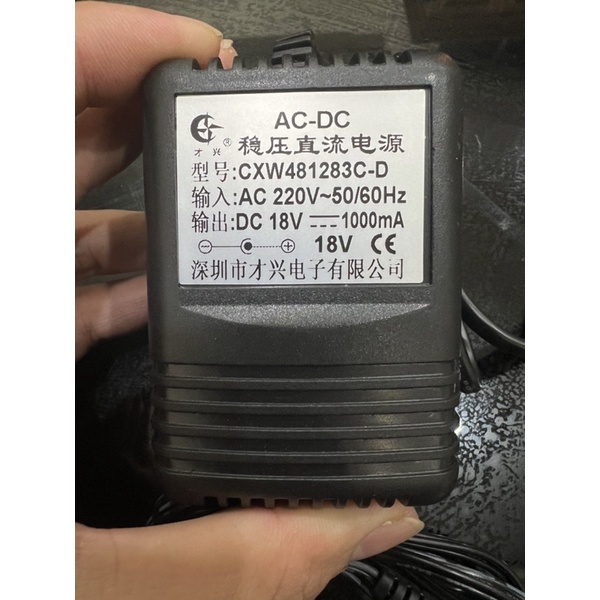 AC-DC
才兴® 稳压直流电源
型号:CXW481283C-D
输入:AC 220V~50/60Hz
输出:DC 18V ⎓ 1000mA
18V CE
深圳市才兴电子有限公司